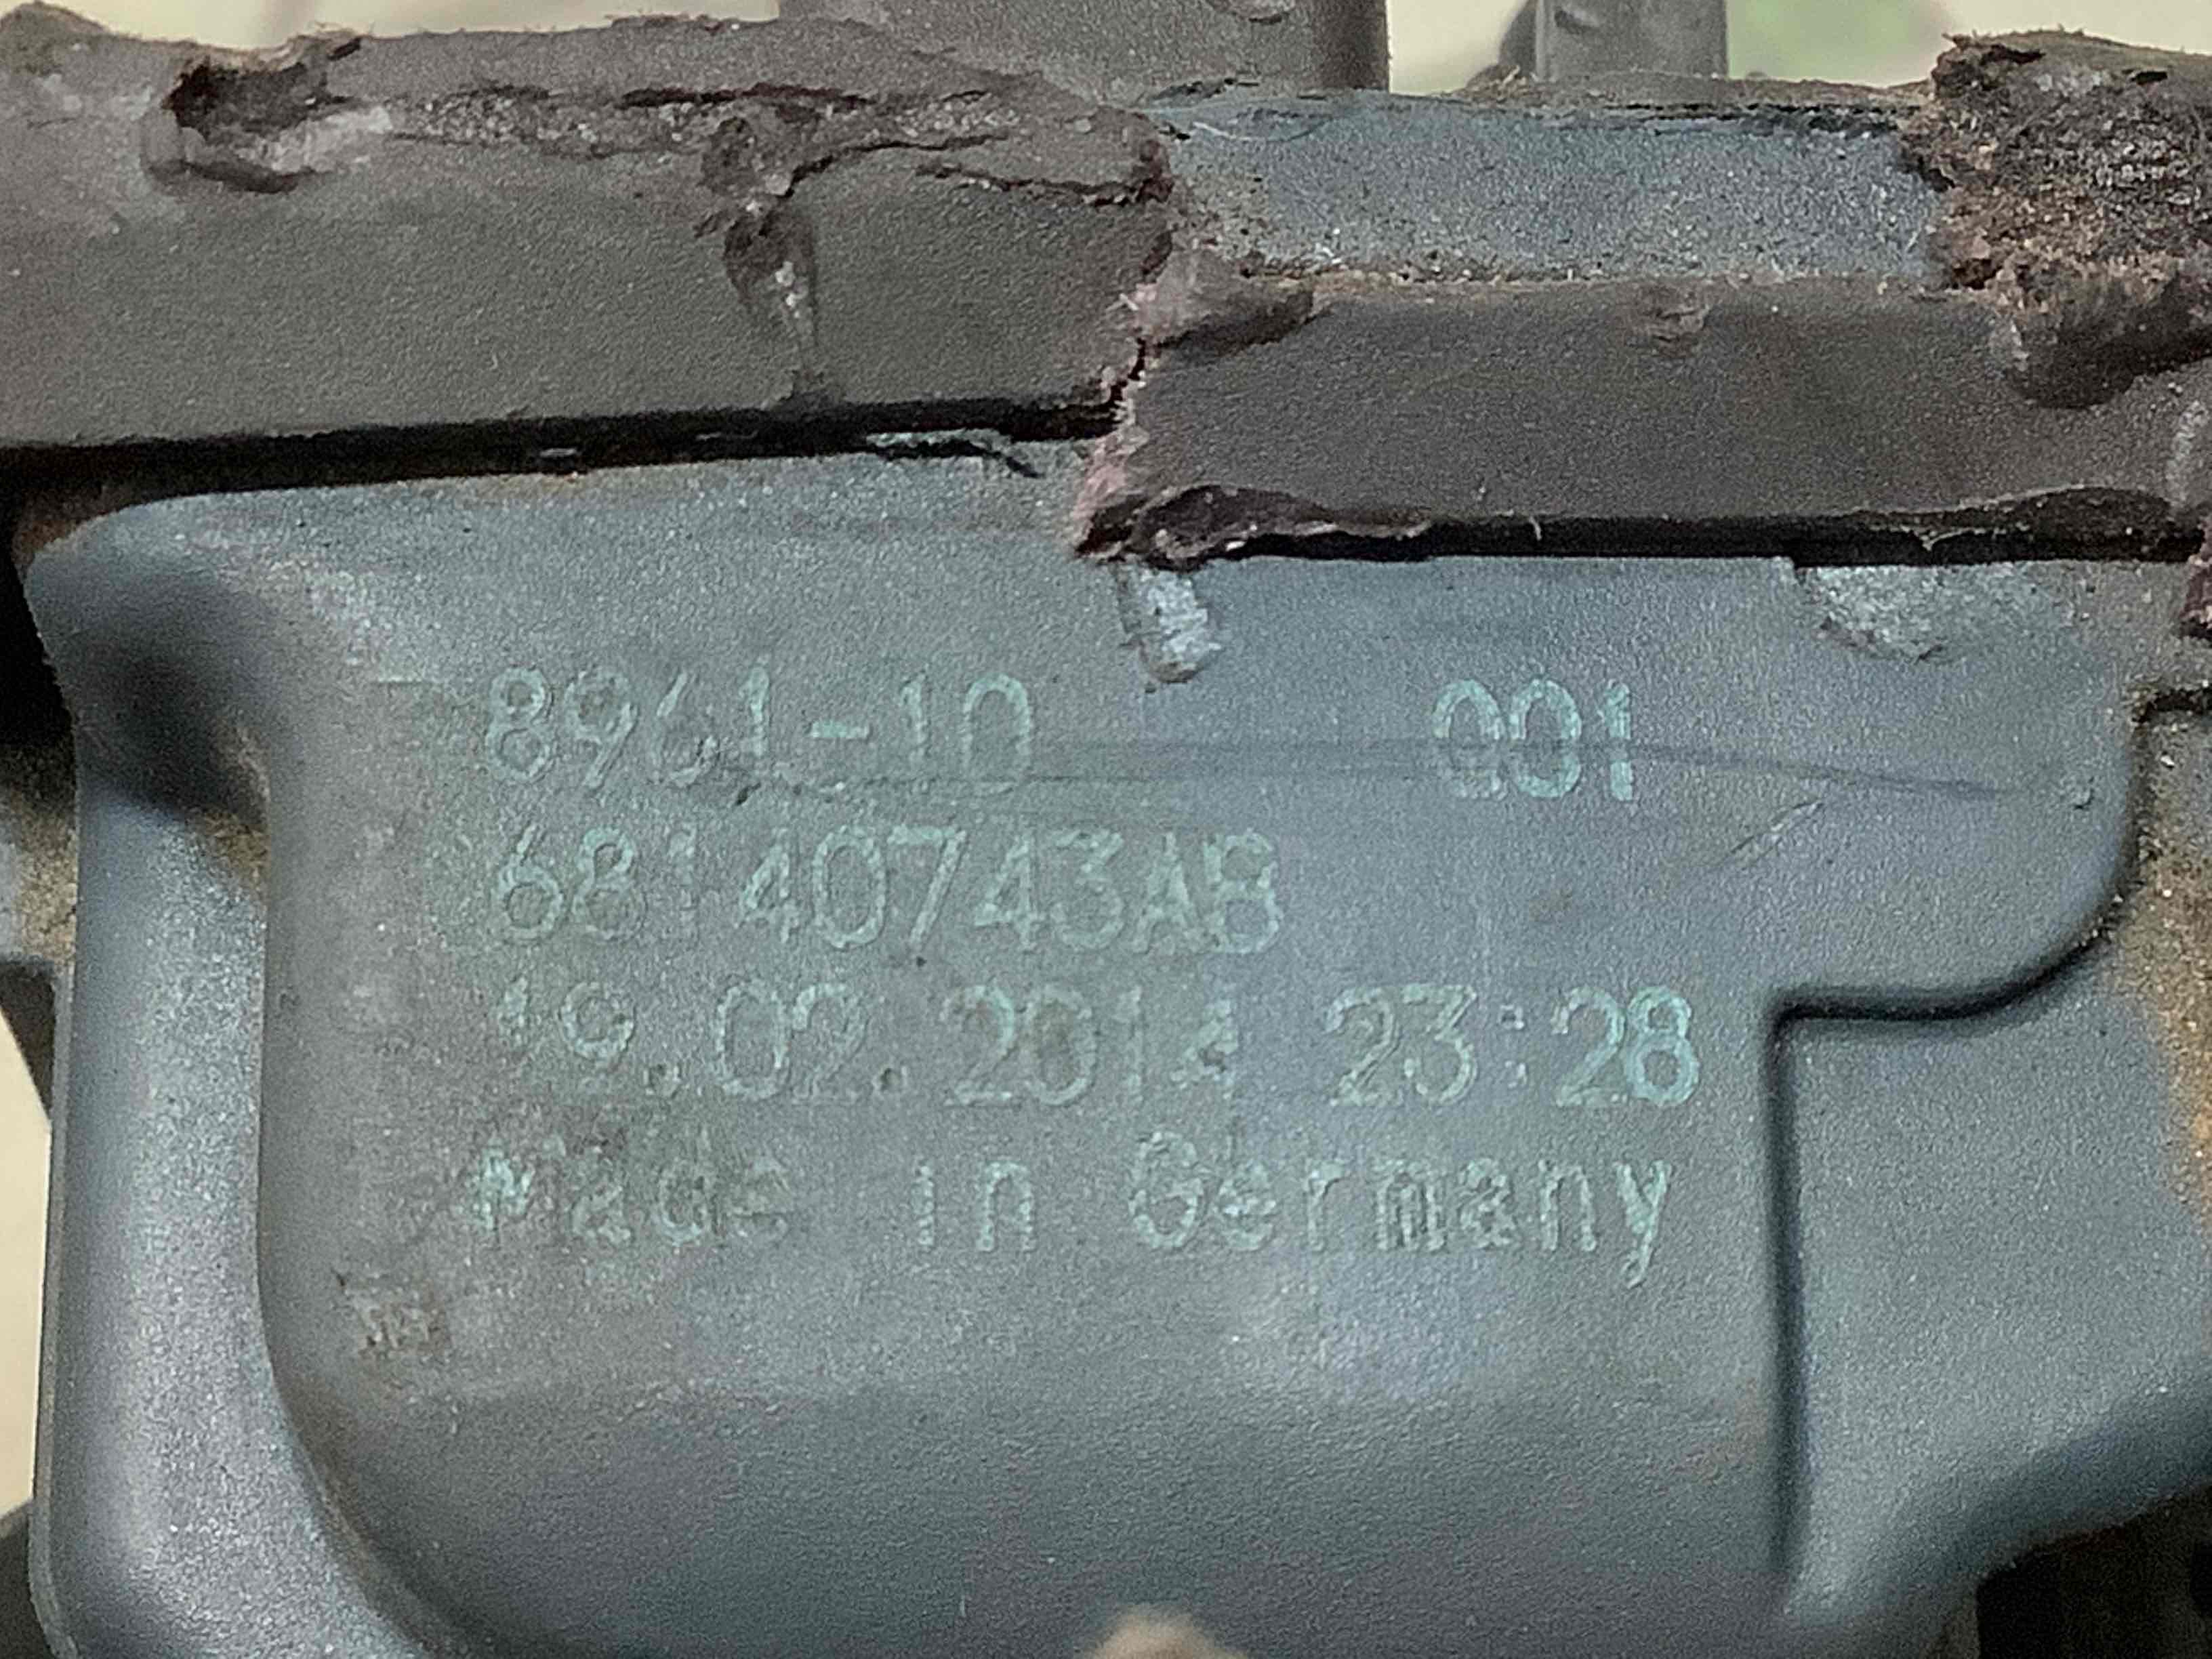 8961-10 001
68140743AB
19.02.2014 23:28
Made in Germany